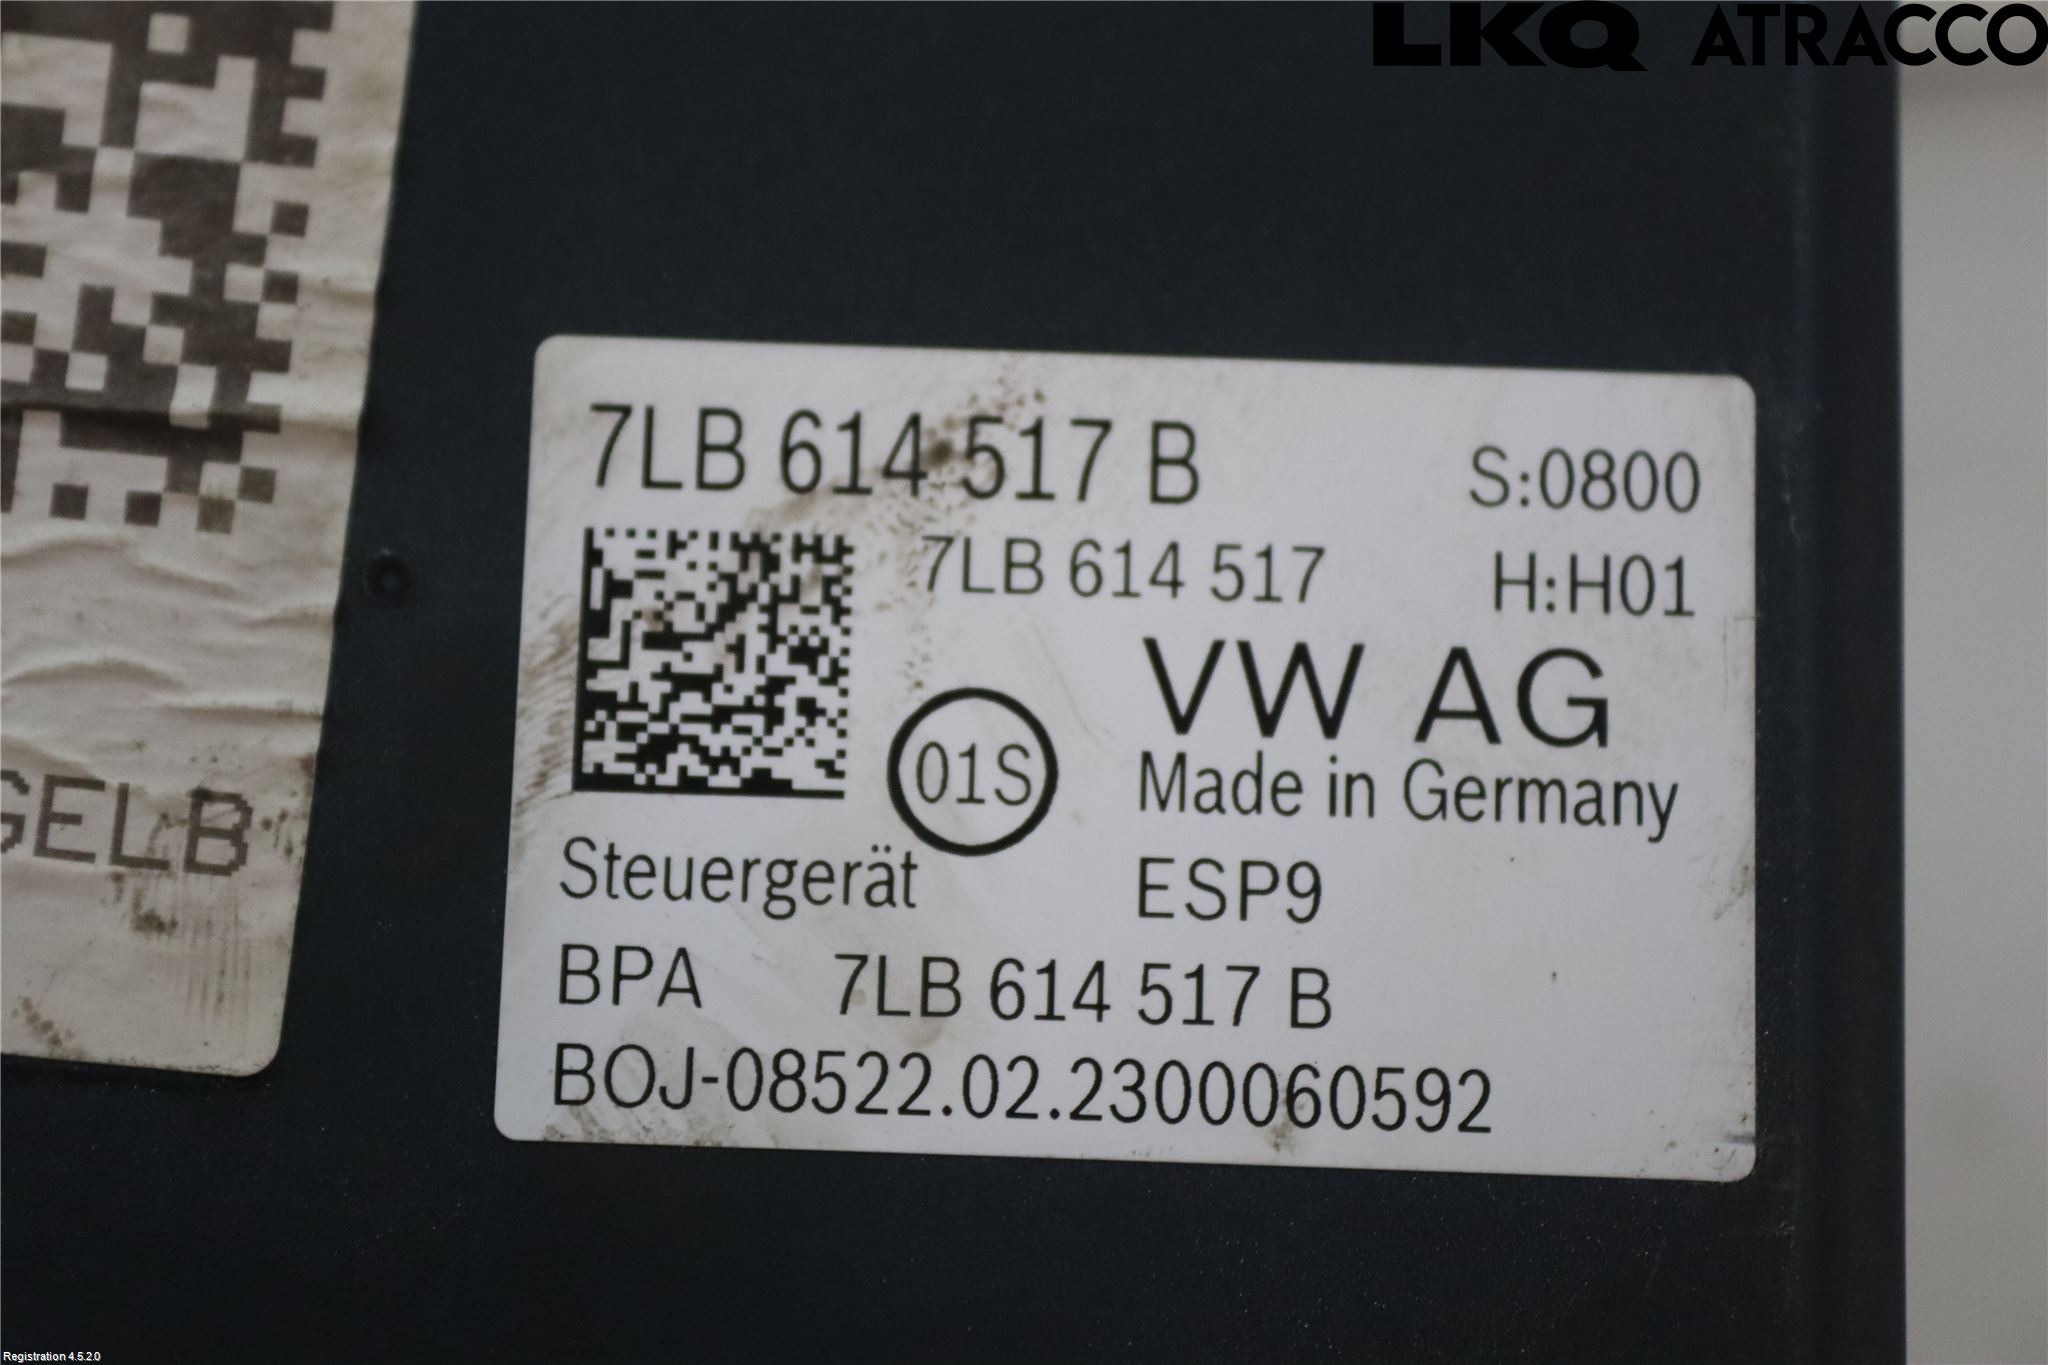 LKQ ATRACCO
7LB 614 517 B S:0800
7LB 614 517 H:H01
VW AG
01S
Made in Germany
Steuergerät ESP9
BPA 7LB 614 517 B
BOJ-08522.02.2300060592
GELB
Registration 4.5.2.0